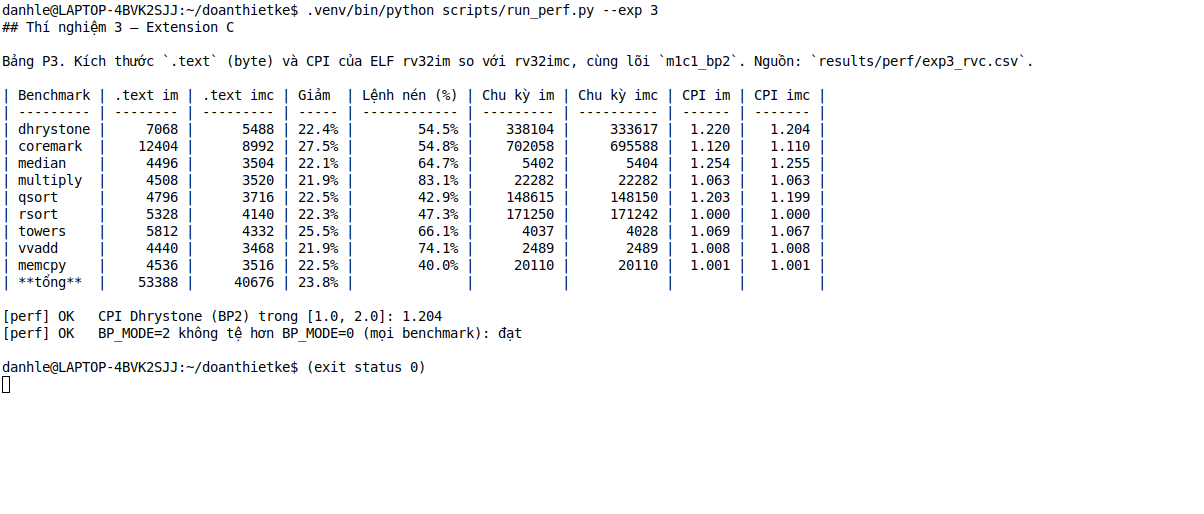 danhle@LAPTOP-4BVK2SJJ:~/doanthietke$ .venv/bin/python scripts/run_perf.py --exp 3
## Thí nghiệm 3 — Extension C
Bảng P3. Kích thước `.text` (byte) và CPI của ELF rv32im so với rv32imc, cùng lõi `m1c1_bp2`. Nguồn: `results/perf/exp3_rvc.csv`.
| Benchmark | .text im | .text imc | Giảm  | Lệnh nén (%) | Chu kỳ im | Chu kỳ imc | CPI im | CPI imc |
| --------- | -------- | --------- | ----- | ------------ | --------- | ---------- | ------ | ------- |
| dhrystone |     7068 |      5488 | 22.4% |        54.5% |    338104 |     333617 |  1.220 |   1.204 |
| coremark  |    12404 |      8992 | 27.5% |        54.8% |    702058 |     695588 |  1.120 |   1.110 |
| median    |     4496 |      3504 | 22.1% |        64.7% |      5402 |       5404 |  1.254 |   1.255 |
| multiply  |     4508 |      3520 | 21.9% |        83.1% |     22282 |      22282 |  1.063 |   1.063 |
| qsort     |     4796 |      3716 | 22.5% |        42.9% |    148615 |     148150 |  1.203 |   1.199 |
| rsort     |     5328 |      4140 | 22.3% |        47.3% |    171250 |     171242 |  1.000 |   1.000 |
| towers    |     5812 |      4332 | 25.5% |        66.1% |      4037 |       4028 |  1.069 |   1.067 |
| vvadd     |     4440 |      3468 | 21.9% |        74.1% |      2489 |       2489 |  1.008 |   1.008 |
| memcpy    |     4536 |      3516 | 22.5% |        40.0% |     20110 |      20110 |  1.001 |   1.001 |
| **tổng**  |    53388 |     40676 | 23.8% |              |           |            |        |         |
[perf] OK   CPI Dhrystone (BP2) trong [1.0, 2.0]: 1.204
[perf] OK   BP_MODE=2 không tệ hơn BP_MODE=0 (mọi benchmark): đạt
danhle@LAPTOP-4BVK2SJJ:~/doanthietke$ (exit status 0)